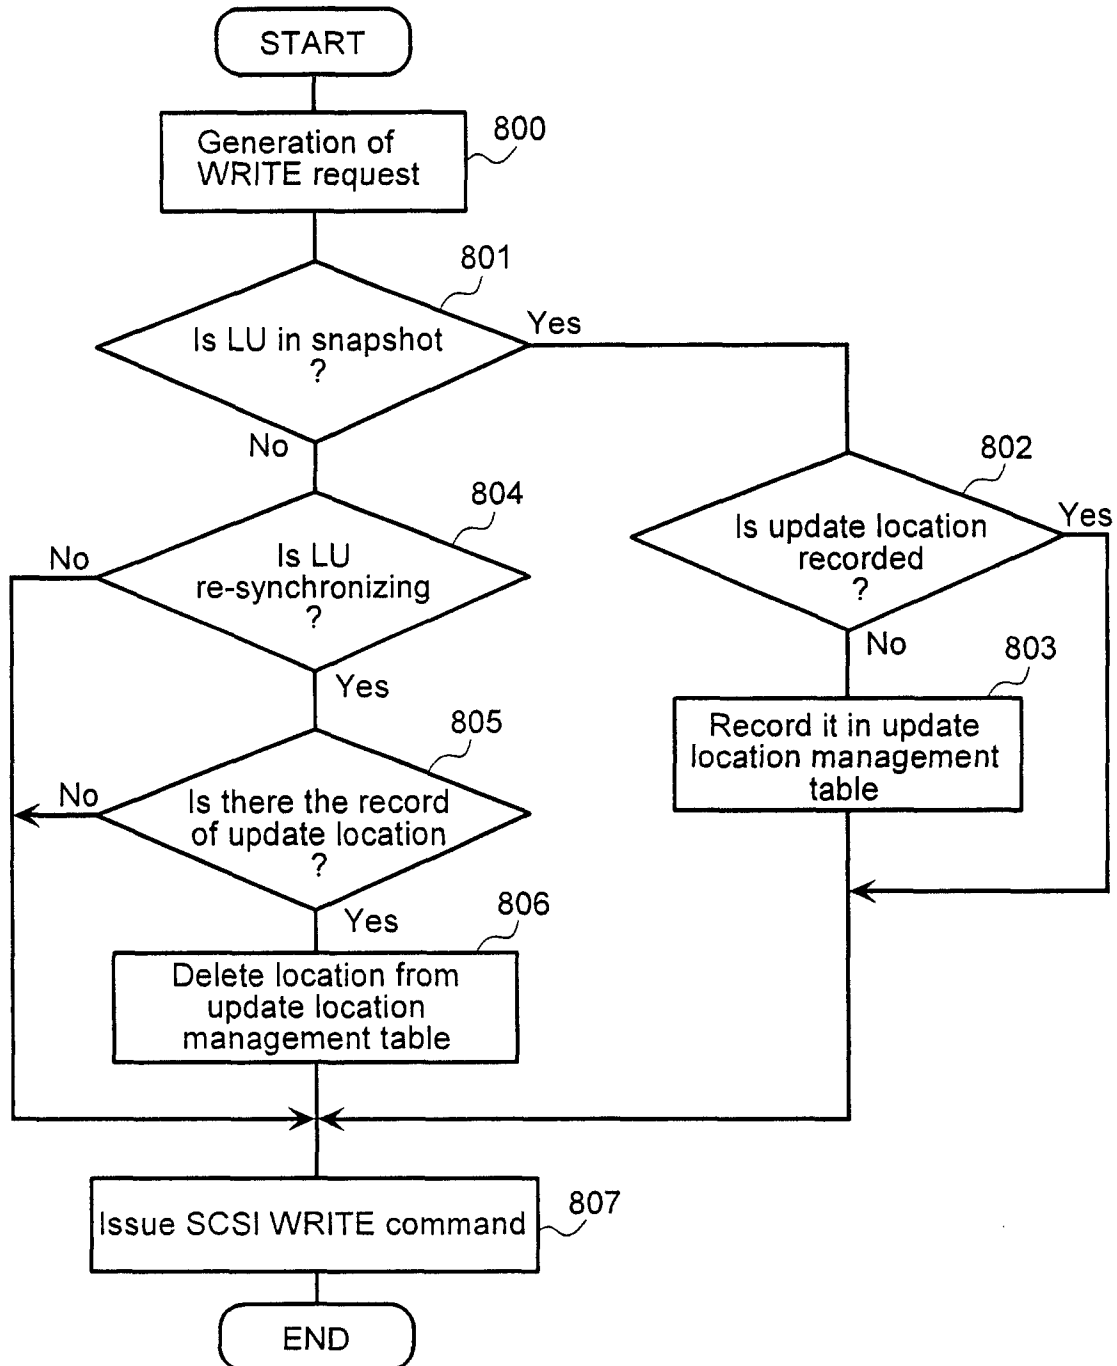 START
Generation of
WRITE request
800
801
Is LU in snapshot
?
Yes
No
802
Is update location
recorded
?
Yes
No
804
Is LU
re-synchronizing
?
No
Yes
803
Record it in update
location management
table
805
Is there the record
of update location
?
No
Yes
806
Delete location from
update location
management table
Issue SCSI WRITE command
807
END